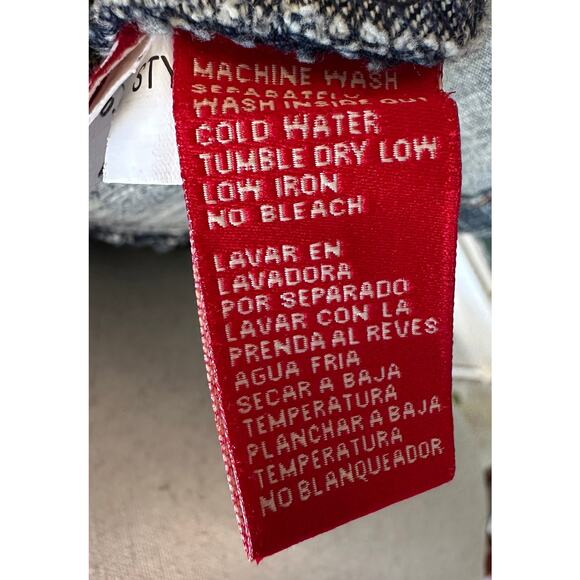 STY
MACHINE WASH
SEPARATELY
WASH INSIDE OUT
COLD WATER
TUMBLE DRY LOW
LOW IRON
NO BLEACH
LAVAR EN
LAVADORA
POR SEPARADO
LAVAR CON LA
PRENDA AL REVES
AGUA FRIA
SECAR A BAJA
TEMPERATURA
PLANCHAR A BAJA
TEMPERATURA
NO BLANQUEADOR